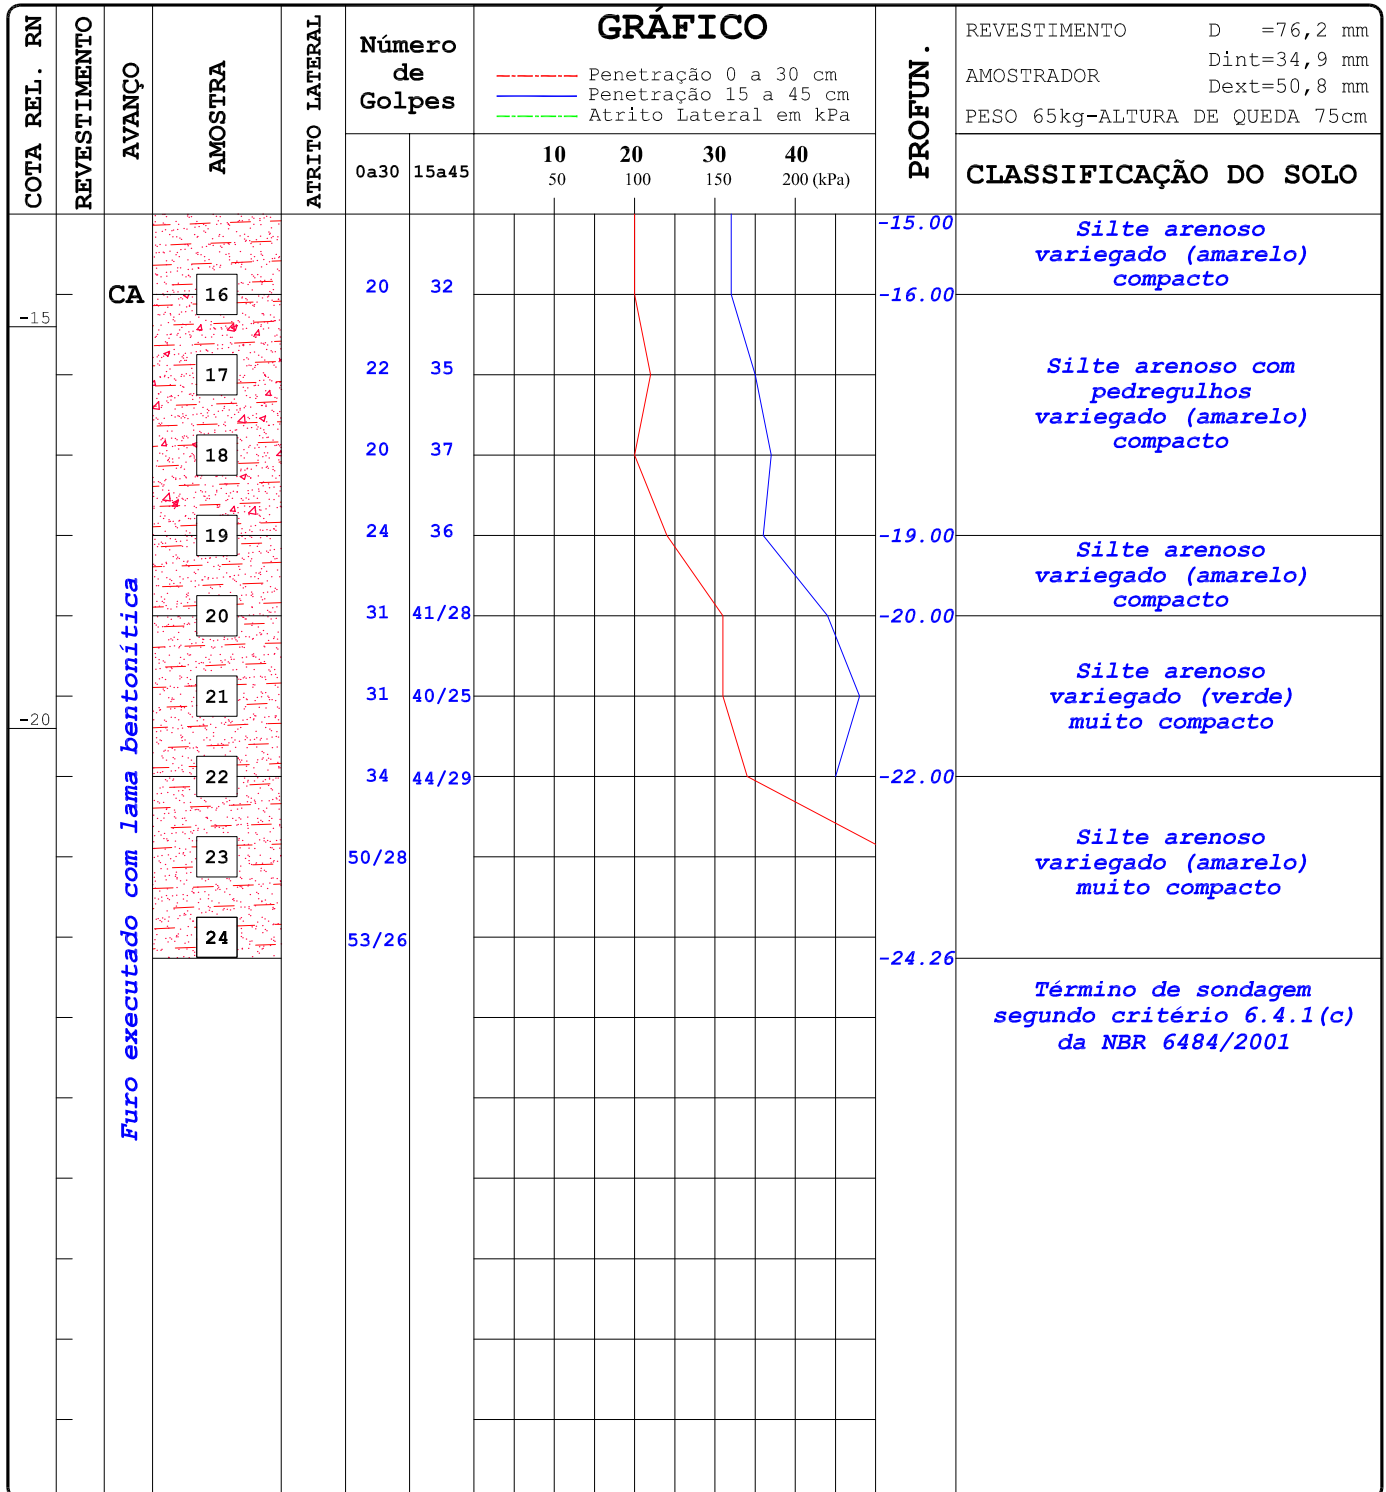 COTA REL. RN
REVESTIMENTO
AVANÇO
AMOSTRA
ATRITO LATERAL
Número
de
Golpes
0a30 15a45
GRÁFICO
Penetração 0 a 30 cm
Penetração 15 a 45 cm
Atrito Lateral em kPa
10 20 30 40
50 100 150 200 (kPa)
PROFUN.
REVESTIMENTO D =76,2 mm
Dint=34,9 mm
AMOSTRADOR
Dext=50,8 mm
PESO 65kg-ALTURA DE QUEDA 75cm
CLASSIFICAÇÃO DO SOLO
-15.00
Silte arenoso
variegado (amarelo)
compacto
CA 16 20 32 -16.00
-15
17 22 35
Silte arenoso com
pedregulhos
variegado (amarelo)
compacto
18 20 37
19 24 36 -19.00
Silte arenoso
variegado (amarelo)
compacto
20 31 41/28 -20.00
Silte arenoso
variegado (verde)
muito compacto
21 31 40/25
-20
22 34 44/29 -22.00
Silte arenoso
variegado (amarelo)
muito compacto
23 50/28
24 53/26
-24.26
Furo executado com lama bentonítica
Término de sondagem
segundo critério 6.4.1(c)
da NBR 6484/2001